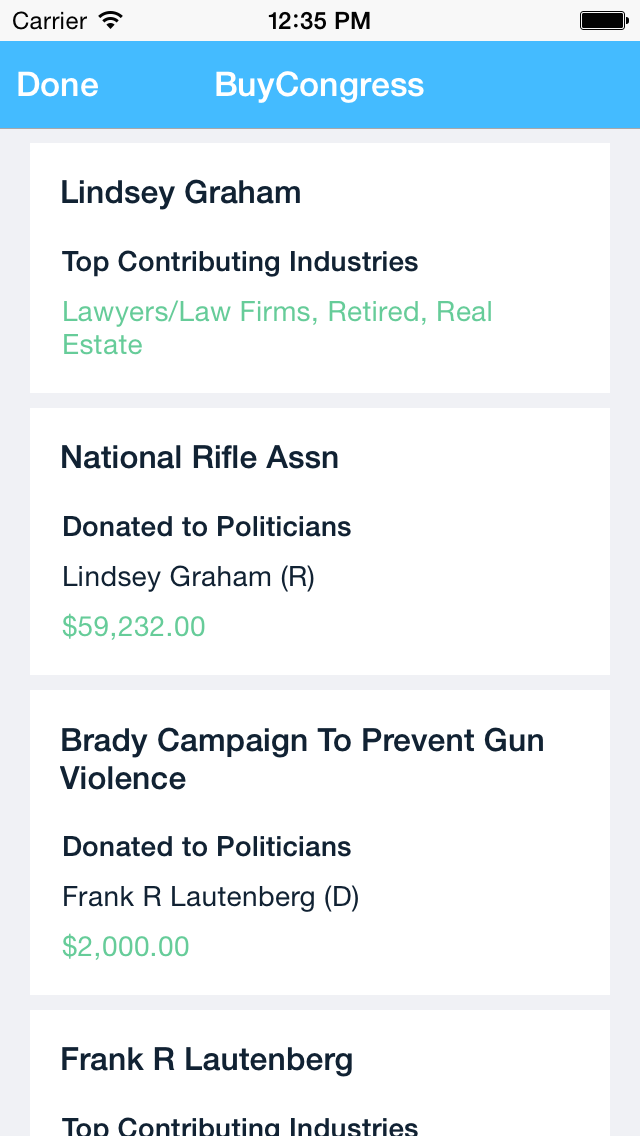 Carrier 12:35 PM
Done BuyCongress
Lindsey Graham
Top Contributing Industries
Lawyers/Law Firms, Retired, Real
Estate
National Rifle Assn
Donated to Politicians
Lindsey Graham (R)
$59,232.00
Brady Campaign To Prevent Gun
Violence
Donated to Politicians
Frank R Lautenberg (D)
$2,000.00
Frank R Lautenberg
Top Contributing Industries